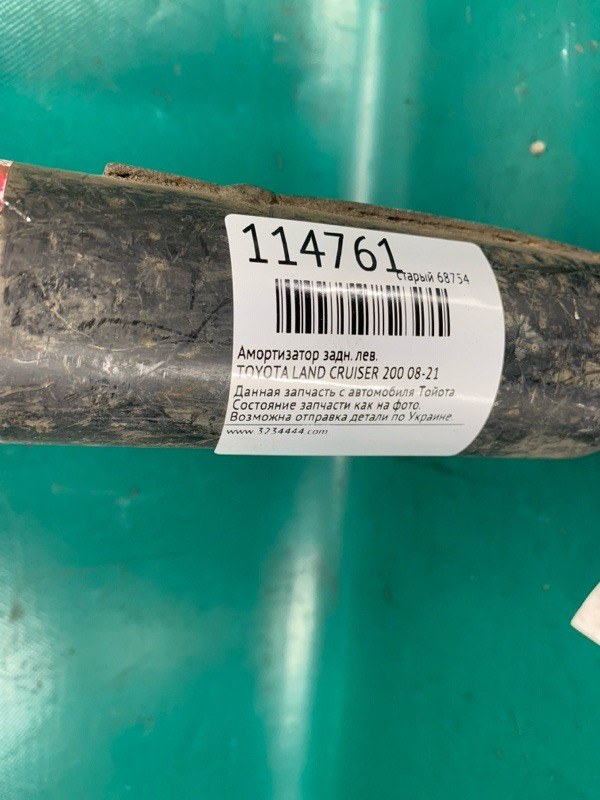 114761
старый 68754
Амортизатор задн. лев.
TOYOTA LAND CRUISER 200 08-21
Данная запчасть с автомобиля Тойота
Состояние запчасти как на фото.
Возможна отправка детали по Украине.
www.3234444.com